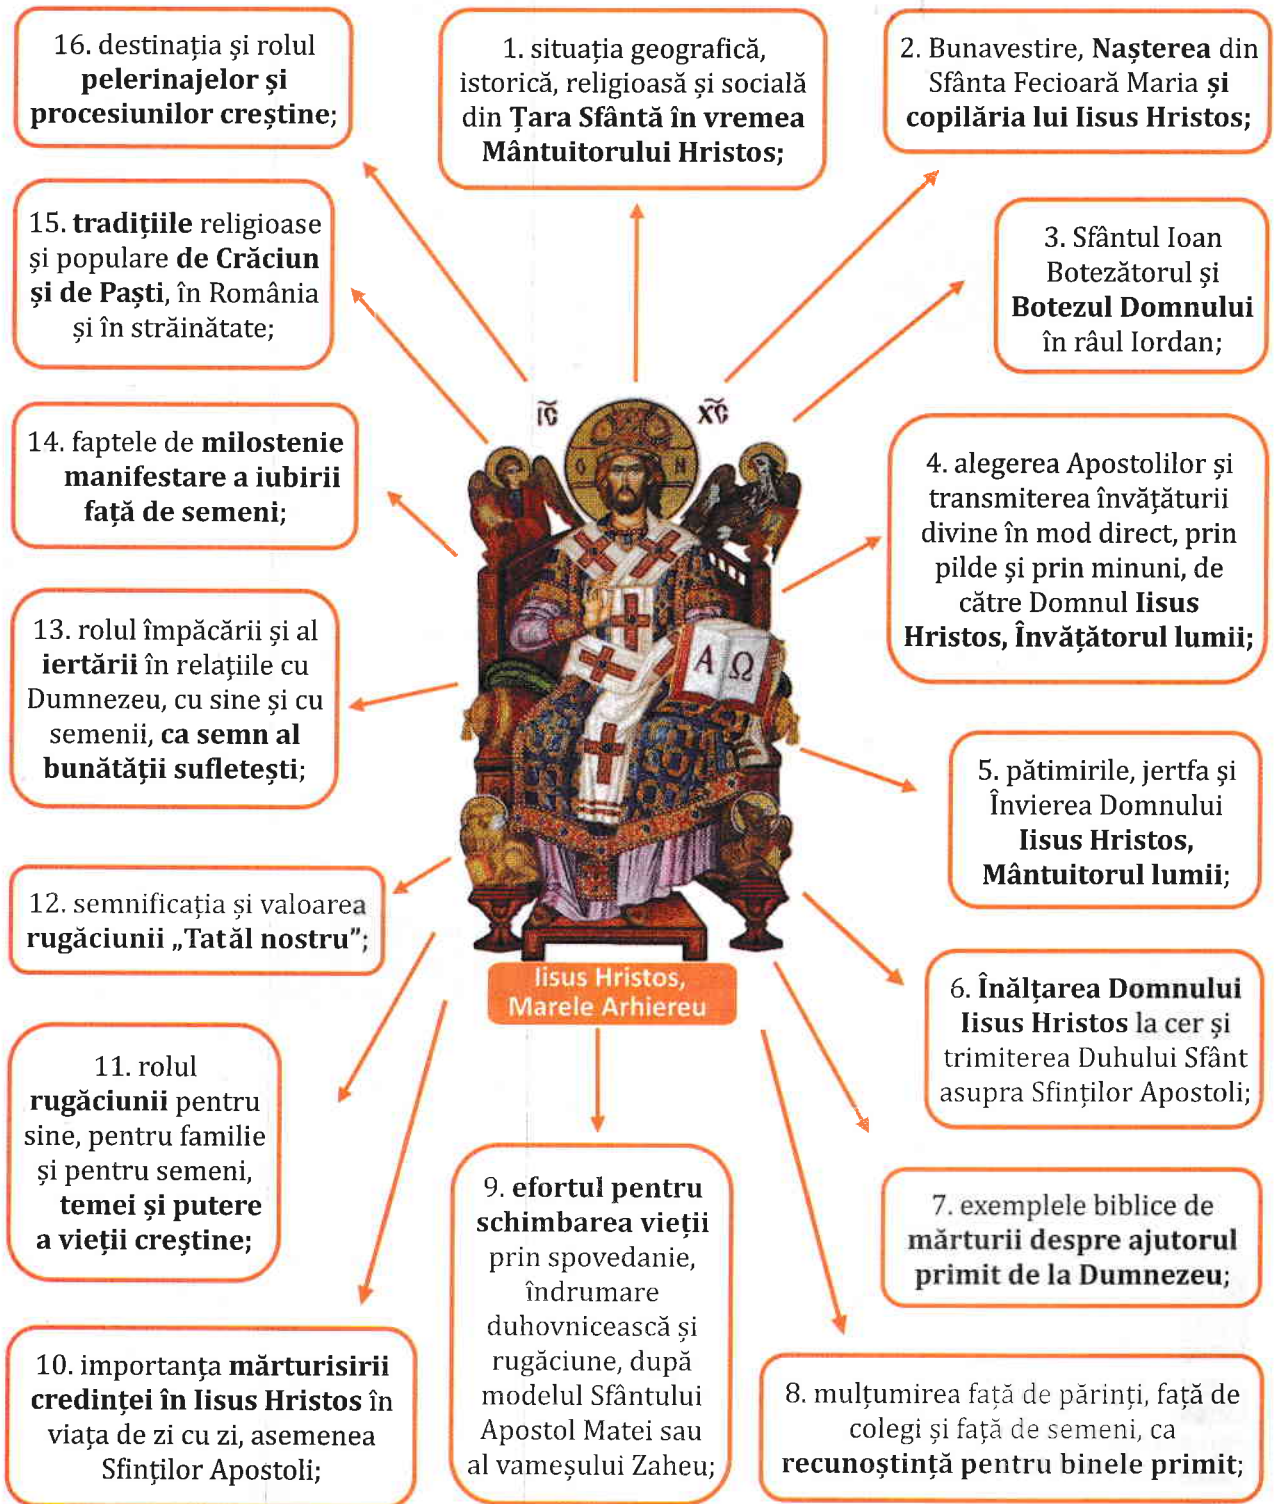 16. destinația și rolul
pelerinajelor și
procesiunilor creștine;
1. situația geografică,
istorică, religioasă și socială
din Țara Sfântă în vremea
Mântuitorului Hristos;
2. Bunavestire, Nașterea din
Sfânta Fecioară Maria și
copilăria lui Iisus Hristos;
15. tradițiile religioase
și populare de Crăciun
și de Paști, în România
și în străinătate;
3. Sfântul Ioan
Botezătorul și
Botezul Domnului
în râul Iordan;
14. faptele de milostenie
manifestare a iubirii
față de semeni;
IC XC
O N
4. alegerea Apostolilor și
transmiterea învățăturii
divine în mod direct, prin
pilde și prin minuni, de
către Domnul Iisus
Hristos, Învățătorul lumii;
13. rolul împăcării și al
iertării în relațiile cu
Dumnezeu, cu sine și cu
semenii, ca semn al
bunătății sufletești;
Α Ω
5. pătimirile, jertfa și
Învierea Domnului
Iisus Hristos,
Mântuitorul lumii;
12. semnificația și valoarea
rugăciunii „Tatăl nostru”;
Iisus Hristos,
Marele Arhiereu
6. Înălțarea Domnului
Iisus Hristos la cer și
trimiterea Duhului Sfânt
asupra Sfinților Apostoli;
11. rolul
rugăciunii pentru
sine, pentru familie
și pentru semeni,
temei și putere
a vieții creștine;
7. exemplele biblice de
mărturii despre ajutorul
primit de la Dumnezeu;
10. importanța mărturisirii
credinței în Iisus Hristos în
viața de zi cu zi, asemenea
Sfinților Apostoli;
9. efortul pentru
schimbarea vieții
prin spovedanie,
îndrumare
duhovnicească și
rugăciune, după
modelul Sfântului
Apostol Matei sau
al vameșului Zaheu;
8. mulțumirea față de părinți, față de
colegi și față de semeni, ca
recunoștință pentru binele primit;